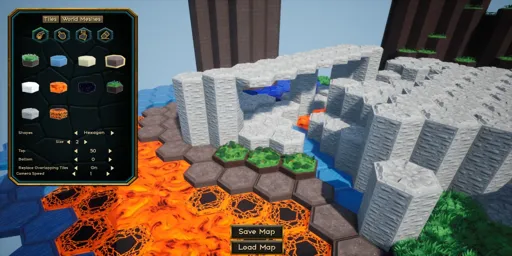 Tiles World Meshes
Shapes ◄ Hexagon ►
Size ◄ 2 ►
Top ◄ 50 ►
Bottom ◄ 0 ►
Replace Overlapping Tiles ◄ On ►
Camera Speed ◄ 1 ►
Save Map
Load Map